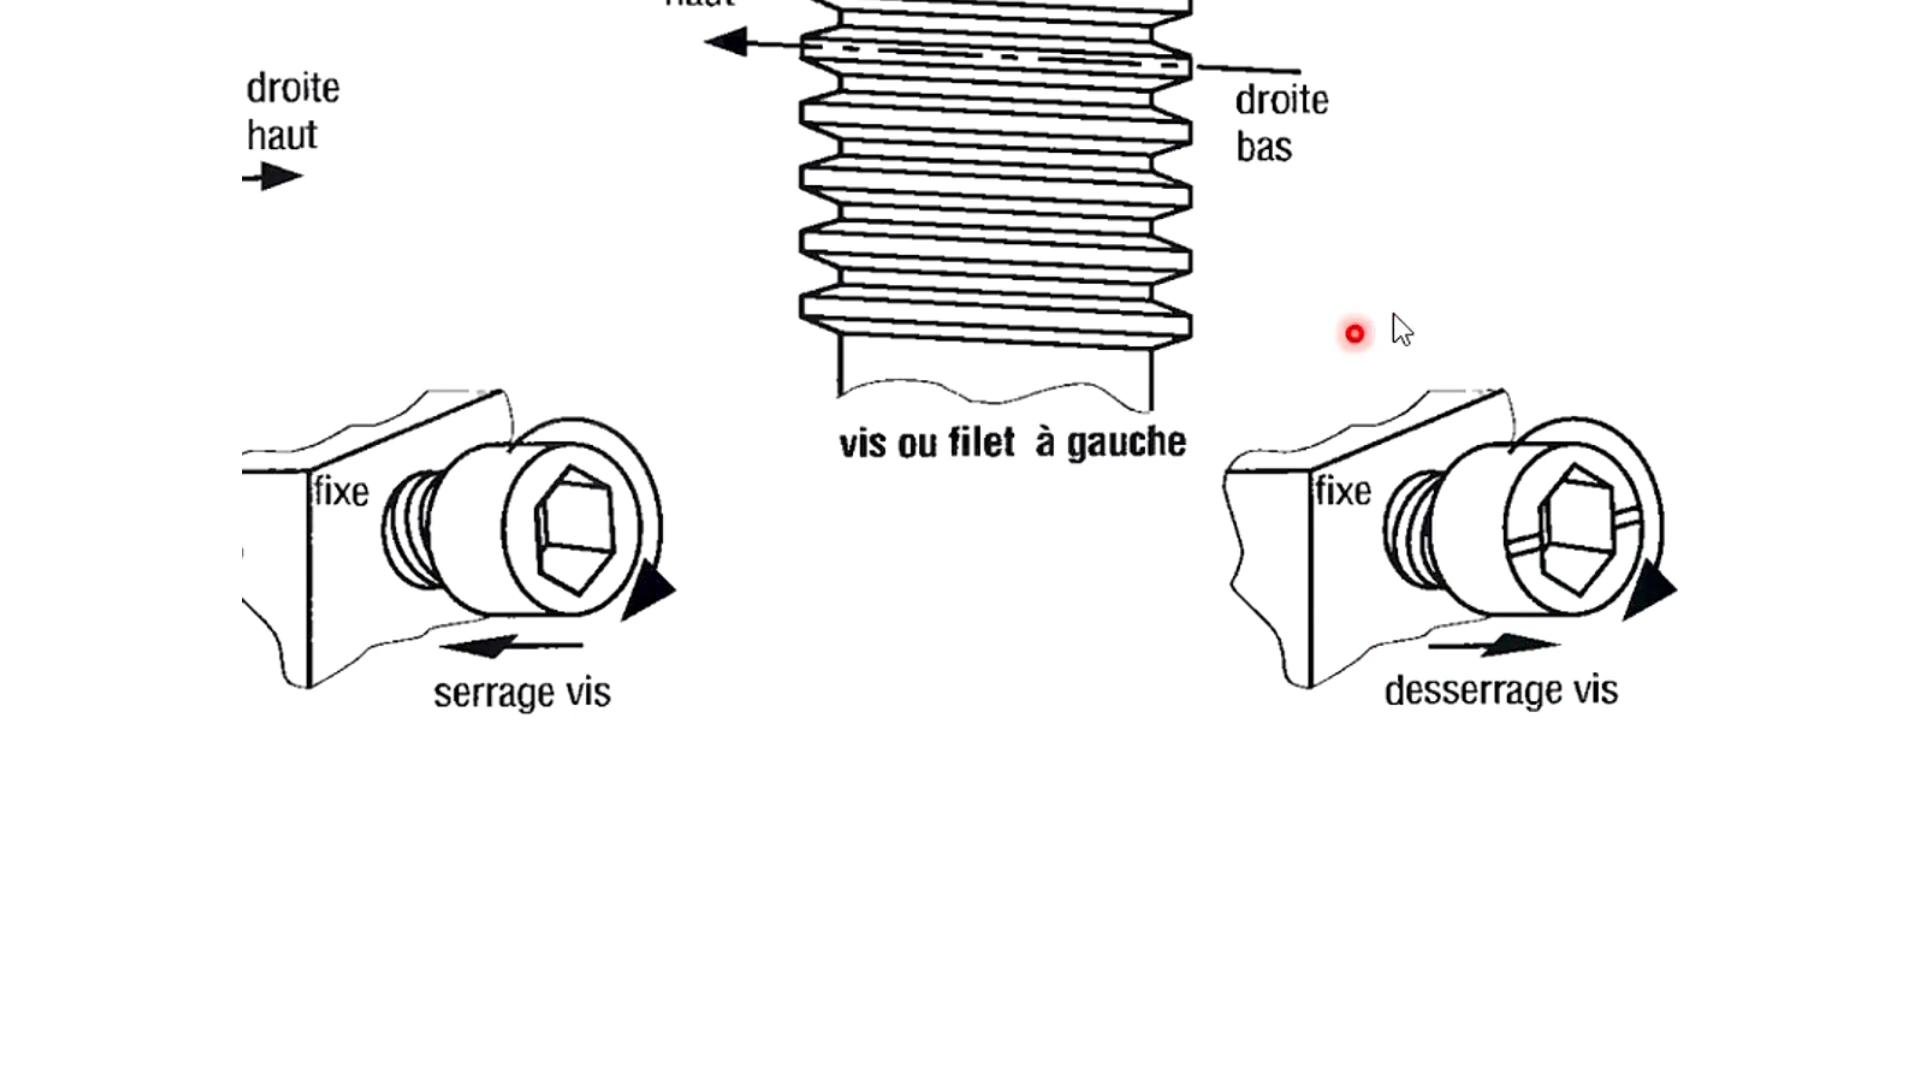 droite
haut
droite
bas
vis ou filet à gauche
fixe
fixe
serrage vis
desserrage vis